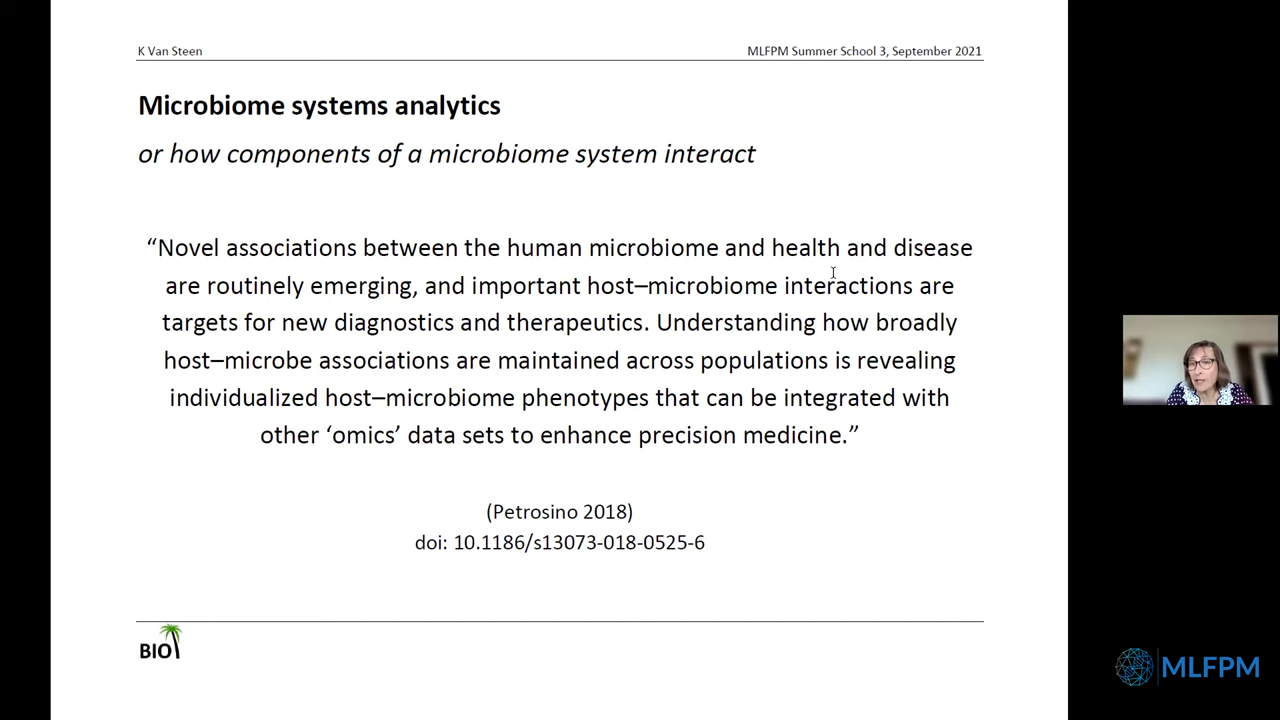 K Van Steen
MLFPM Summer School 3, September 2021
Microbiome systems analytics
or how components of a microbiome system interact
“Novel associations between the human microbiome and health and disease
are routinely emerging, and important host–microbiome interactions are
targets for new diagnostics and therapeutics. Understanding how broadly
host–microbe associations are maintained across populations is revealing
individualized host–microbiome phenotypes that can be integrated with
other ‘omics’ data sets to enhance precision medicine.”
(Petrosino 2018)
doi: 10.1186/s13073-018-0525-6
BIO
MLFPM